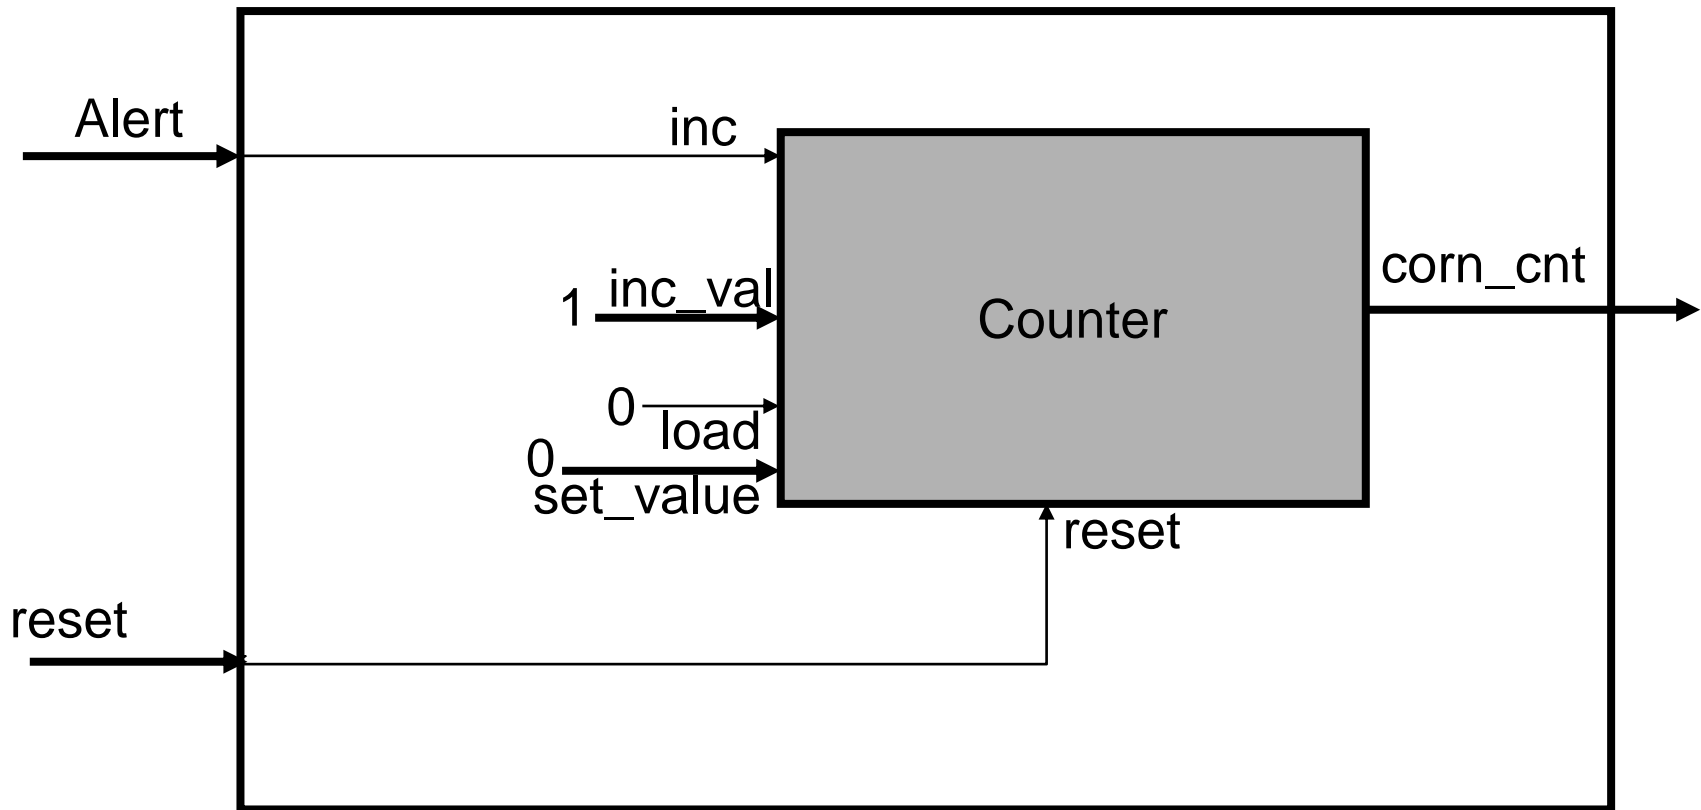 Alert
inc
inc_val
1
corn_cnt
Counter
0
load
0
set_value
reset
reset